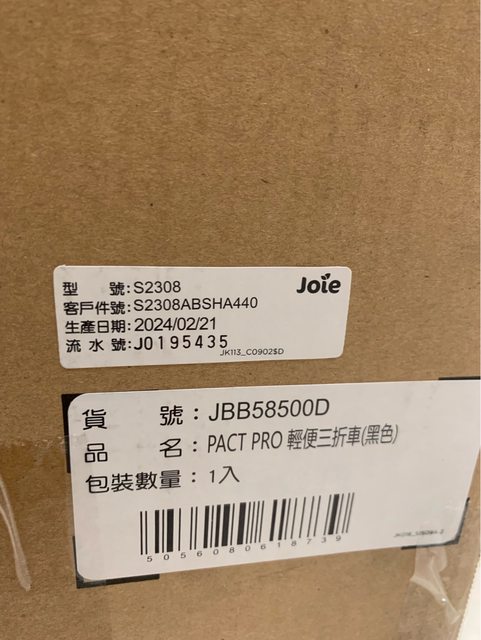 Joie
型 號:S2308
客戶件號:S2308ABSHA440
生產日期:2024/02/21
流 水 號:J0195435
JK113_C0902$D
貨 號:JBB58500D
品 名:PACT PRO 輕便三折車(黑色)
包裝數量:1入
5056080618739